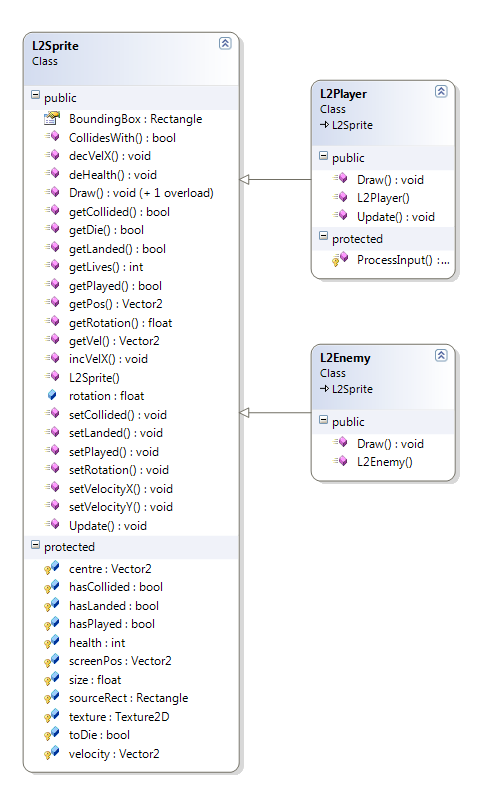 L2Sprite
Class
public
BoundingBox : Rectangle
CollidesWith() : bool
decVelX() : void
deHealth() : void
Draw() : void (+ 1 overload)
getCollided() : bool
getDie() : bool
getLanded() : bool
getLives() : int
getPlayed() : bool
getPos() : Vector2
getRotation() : float
getVel() : Vector2
incVelX() : void
L2Sprite()
rotation : float
setCollided() : void
setLanded() : void
setPlayed() : void
setRotation() : void
setVelocityX() : void
setVelocityY() : void
Update() : void
protected
centre : Vector2
hasCollided : bool
hasLanded : bool
hasPlayed : bool
health : int
screenPos : Vector2
size : float
sourceRect : Rectangle
texture : Texture2D
toDie : bool
velocity : Vector2
L2Player
Class
L2Sprite
public
Draw() : void
L2Player()
Update() : void
protected
ProcessInput() : ...
L2Enemy
Class
L2Sprite
public
Draw() : void
L2Enemy()